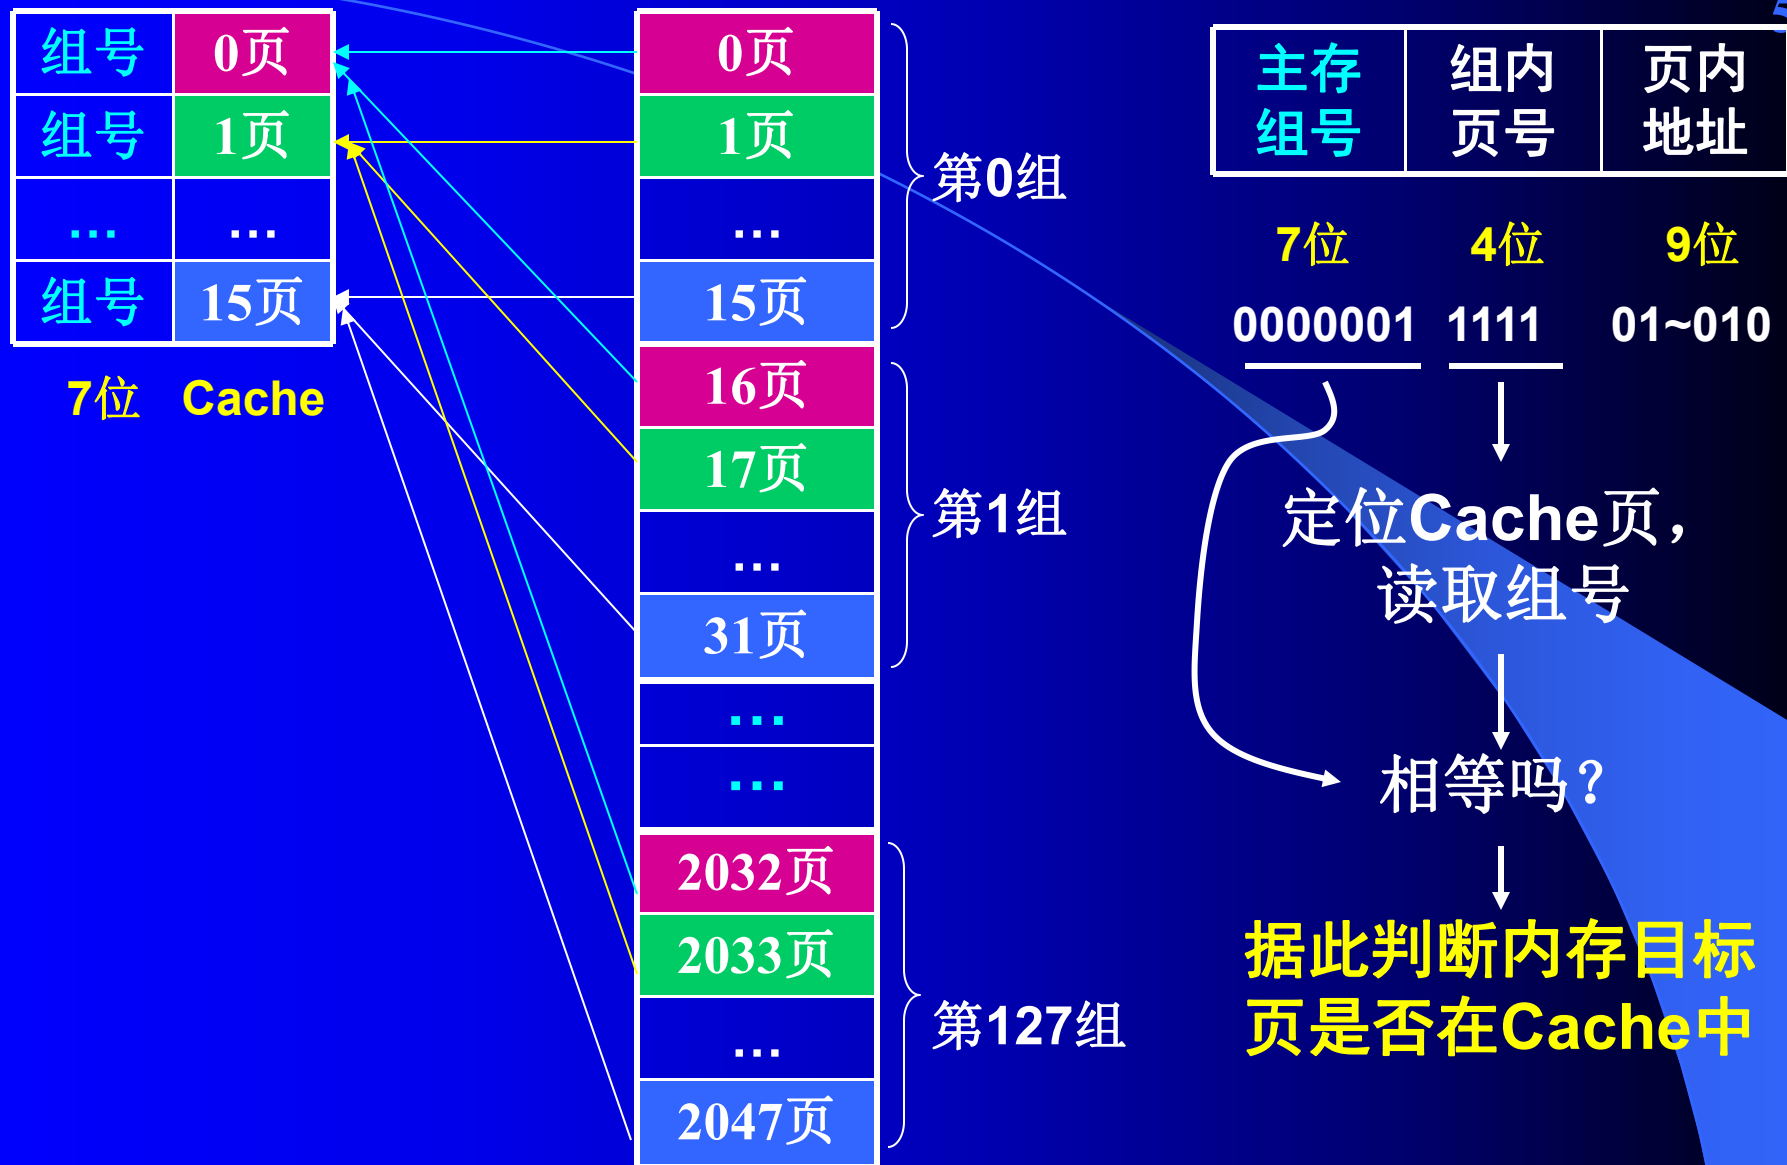 组号 0页
组号 1页
… …
组号 15页
7位 Cache
0页
1页
…
15页
第0组
16页
17页
…
31页
第1组
…
…
2032页
2033页
…
2047页
第127组
主存组号 组内页号 页内地址
7位 4位 9位
0000001 1111 01~010
定位Cache页，
读取组号
相等吗？
据此判断内存目标
页是否在Cache中